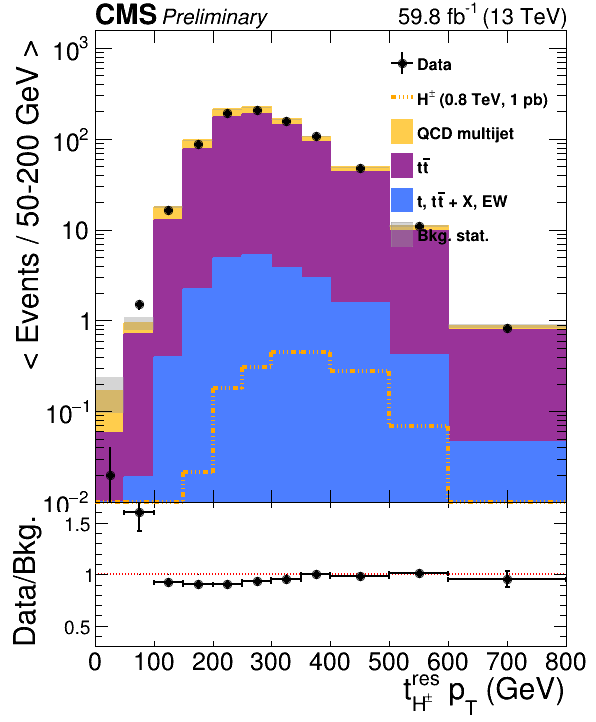 CMS Preliminary 59.8 fb⁻¹ (13 TeV)
< Events / 50-200 GeV >
10³
10²
10
1
10⁻¹
10⁻²
Data
H± (0.8 TeV, 1 pb)
QCD multijet
tt̄
t, tt̄ + X, EW
Bkg. stat.
Data/Bkg.
1.5
1
0.5
0 100 200 300 400 500 600 700 800
t^res_H± p_T (GeV)